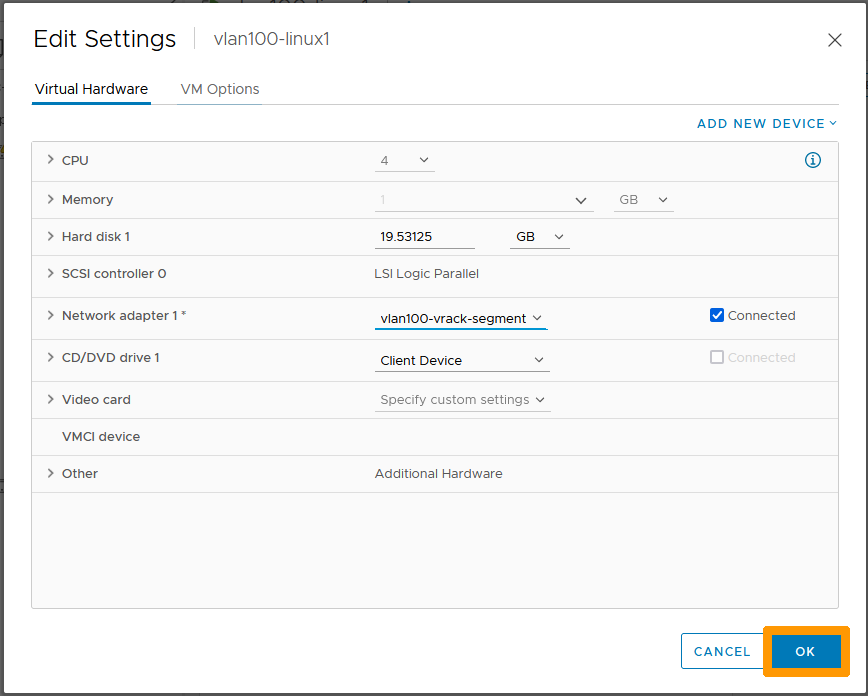 Edit Settings vlan100-linux1
Virtual Hardware VM Options
ADD NEW DEVICE
CPU 4
Memory 1 GB
Hard disk 1 19.53125 GB
SCSI controller 0 LSI Logic Parallel
Network adapter 1 * vlan100-vrack-segment Connected
CD/DVD drive 1 Client Device Connected
Video card Specify custom settings
VMCI device
Other Additional Hardware
CANCEL OK